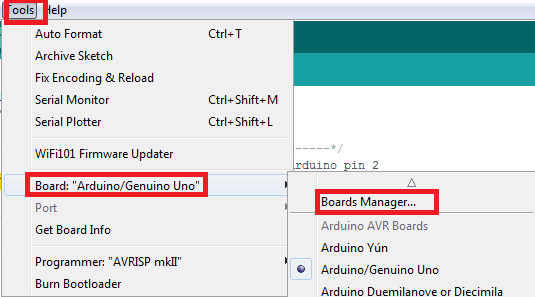 Tools Help
Auto Format Ctrl+T
Archive Sketch
Fix Encoding & Reload
Serial Monitor Ctrl+Shift+M
Serial Plotter Ctrl+Shift+L
-----*/
WiFi101 Firmware Updater
arduino pin 2
Board: "Arduino/Genuino Uno"
Boards Manager...
Port
Arduino AVR Boards
Get Board Info
Arduino Yún
Programmer: "AVRISP mkII"
Arduino/Genuino Uno
Burn Bootloader
Arduino Duemilanove or Diecimila